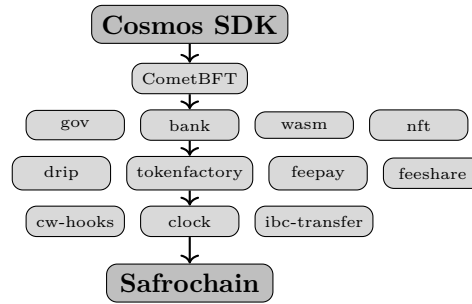 Cosmos SDK
CometBFT
gov bank wasm nft
drip tokenfactory feepay feeshare
cw-hooks clock ibc-transfer
Safrochain